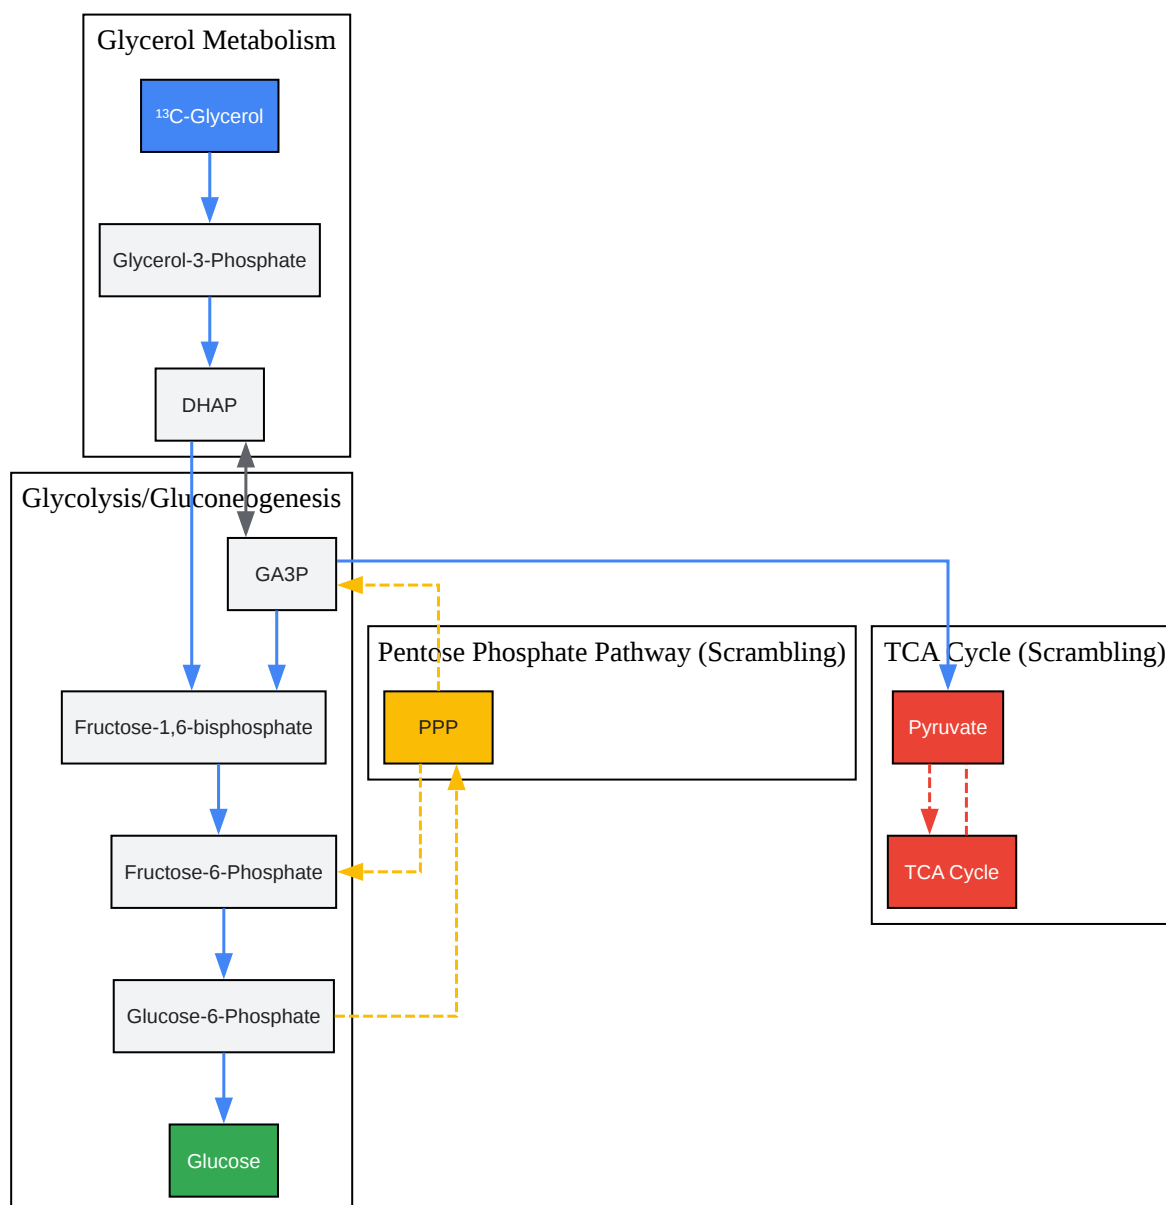 Glycerol Metabolism
¹³C-Glycerol
Glycerol-3-Phosphate
DHAP
Glycolysis/Gluconeogenesis
GA3P
Pentose Phosphate Pathway (Scrambling)
TCA Cycle (Scrambling)
Fructose-1,6-bisphosphate
PPP
Pyruvate
Fructose-6-Phosphate
TCA Cycle
Glucose-6-Phosphate
Glucose